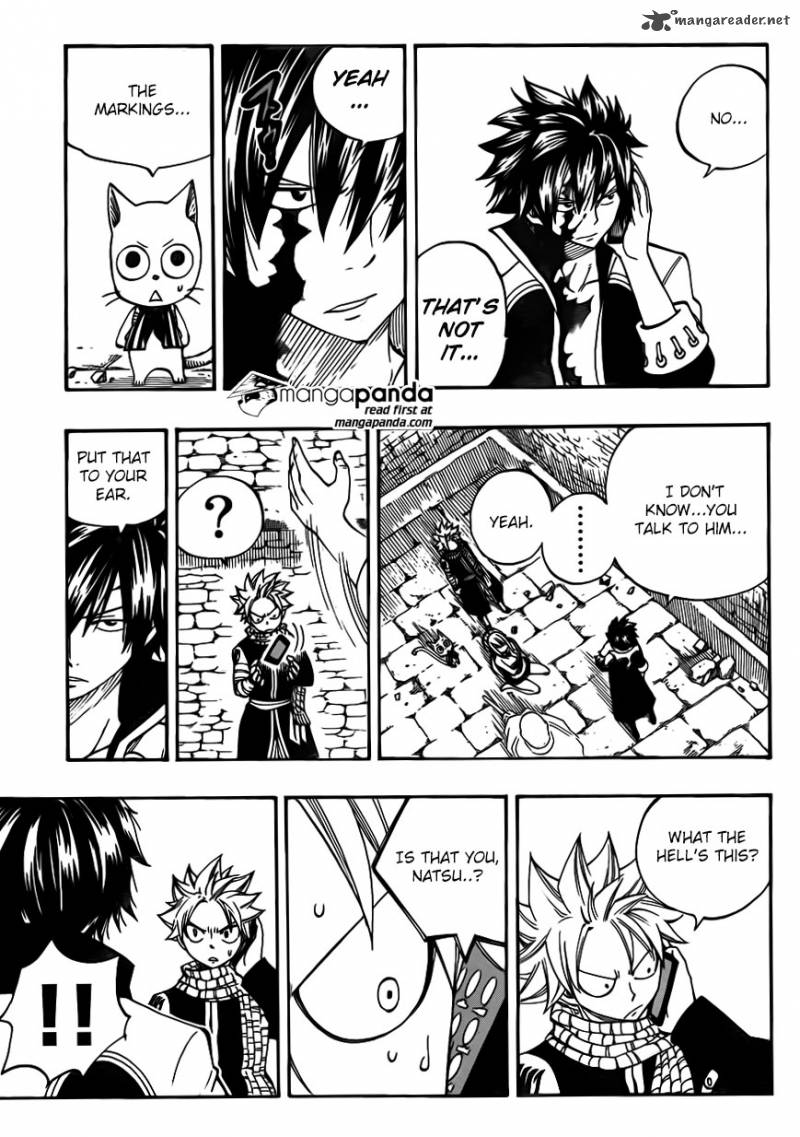 mangareader.net
NO...
THAT'S
NOT
IT...
YEAH
...
THE
MARKINGS...
mangapanda
read first at
mangapanda.com
I DON'T
KNOW...YOU
TALK TO HIM...
........
YEAH.
?
PUT THAT
TO YOUR
EAR.
WHAT THE
HELL'S THIS?
IS THAT YOU,
NATSU..?
!!